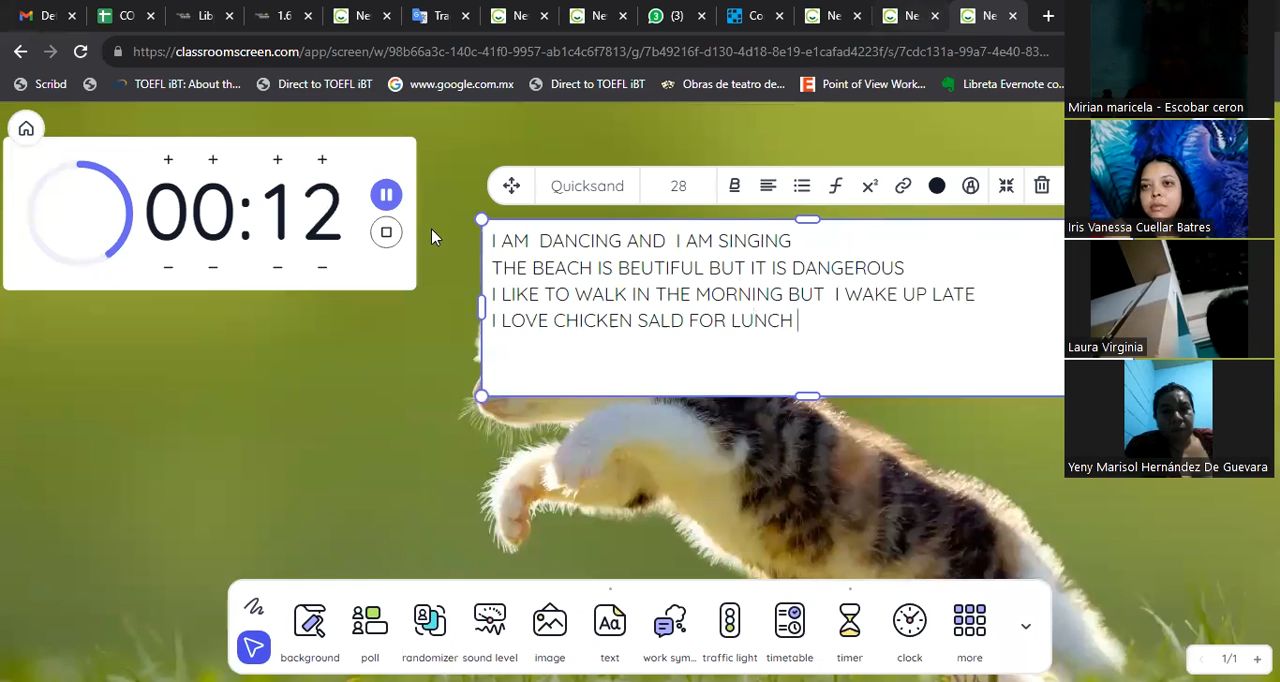 De
CO
Lib
1.6
Ne
Tra
Ne
Ne
(3)
Co
Ne
Ne
Ne
https://classroomscreen.com/app/screen/w/98b66a3c-140c-41f0-9957-ab1c4c6f7813/g/7b49216f-d130-4d18-8e19-e1cafad4223f/s/7cdc131a-99a7-4e40-83...
Scribd
TOEFL iBT: About th...
Direct to TOEFL iBT
www.google.com.mx
Direct to TOEFL iBT
Obras de teatro de...
Point of View Work...
Libreta Evernote co...
Mirian maricela - Escobar ceron
Iris Vanessa Cuellar Batres
Laura Virginia
Yeny Marisol Hernández De Guevara
00:12
Quicksand
28
I AM DANCING AND I AM SINGING
THE BEACH IS BEUTIFUL BUT IT IS DANGEROUS
I LIKE TO WALK IN THE MORNING BUT I WAKE UP LATE
I LOVE CHICKEN SALD FOR LUNCH
background
poll
randomizer
sound level
image
text
work sym...
traffic light
timetable
timer
clock
more
1/1